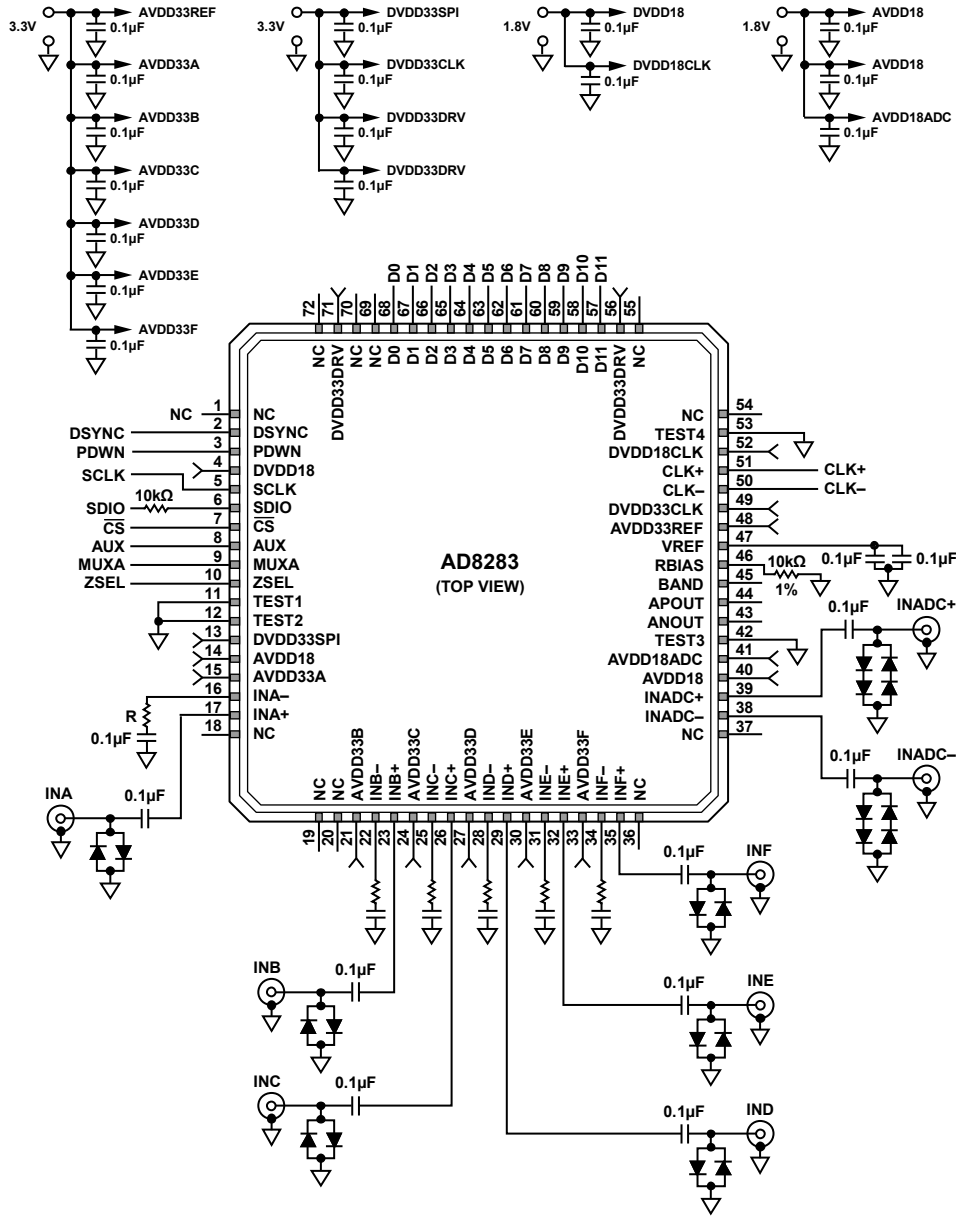 3.3V
AVDD33REF
0.1µF
AVDD33A
0.1µF
AVDD33B
0.1µF
AVDD33C
0.1µF
AVDD33D
0.1µF
AVDD33E
0.1µF
AVDD33F
0.1µF
3.3V
DVDD33SPI
0.1µF
DVDD33CLK
0.1µF
DVDD33DRV
0.1µF
DVDD33DRV
0.1µF
1.8V
DVDD18
0.1µF
DVDD18CLK
0.1µF
1.8V
AVDD18
0.1µF
AVDD18
0.1µF
AVDD18ADC
0.1µF
D0 D1 D2 D3 D4 D5 D6 D7 D8 D9 D10 D11
72 71 70 69 68 67 66 65 64 63 62 61 60 59 58 57 56 55
NC DVDD33DRV NC NC D0 D1 D2 D3 D4 D5 D6 D7 D8 D9 D10 D11 DVDD33DRV NC
NC 1 NC
DSYNC 2 DSYNC
PDWN 3 PDWN
4 DVDD18
SCLK 5 SCLK
SDIO 10kΩ 6 SDIO
CS 7 CS
AUX 8 AUX
MUXA 9 MUXA
ZSEL 10 ZSEL
11 TEST1
12 TEST2
13 DVDD33SPI
14 AVDD18
15 AVDD33A
16 INA–
17 INA+
18 NC
R
0.1µF
INA
0.1µF
AD8283
(TOP VIEW)
NC 54
TEST4 53
DVDD18CLK 52
CLK+ 51 CLK+
CLK– 50 CLK–
DVDD33CLK 49
AVDD33REF 48
VREF 47
0.1µF 0.1µF
RBIAS 46 10kΩ
1%
BAND 45
APOUT 44
ANOUT 43
TEST3 42
AVDD18ADC 41
AVDD18 40
INADC+ 39
INADC– 38
NC 37
0.1µF INADC+
0.1µF INADC–
NC NC AVDD33B INB– INB+ AVDD33C INC– INC+ AVDD33D IND– IND+ AVDD33E INE– INE+ AVDD33F INF– INF+ NC
19 20 21 22 23 24 25 26 27 28 29 30 31 32 33 34 35 36
0.1µF INF
INB 0.1µF
0.1µF INE
INC 0.1µF
0.1µF IND